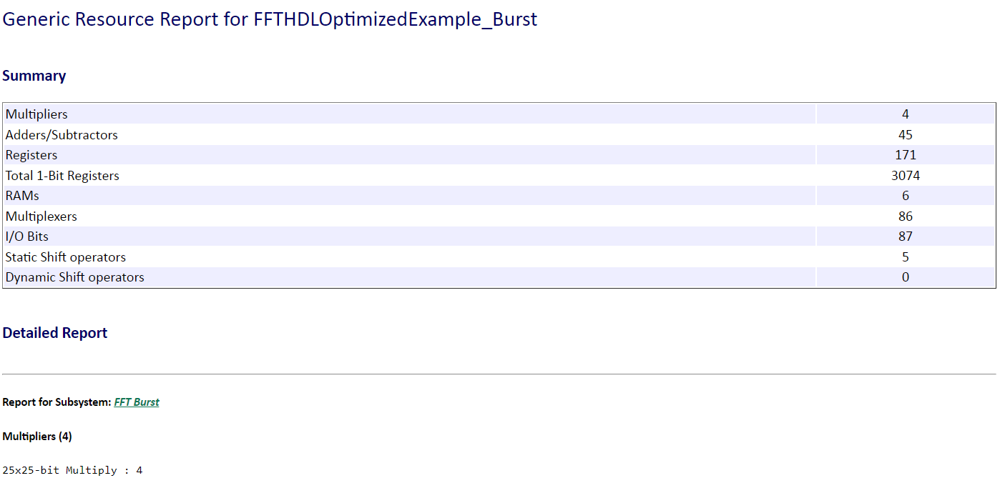 Generic Resource Report for FFTHDLOptimizedExample_Burst
Summary
Multipliers 4
Adders/Subtractors 45
Registers 171
Total 1-Bit Registers 3074
RAMs 6
Multiplexers 86
I/O Bits 87
Static Shift operators 5
Dynamic Shift operators 0
Detailed Report
Report for Subsystem: FFT Burst
Multipliers (4)
25x25-bit Multiply : 4